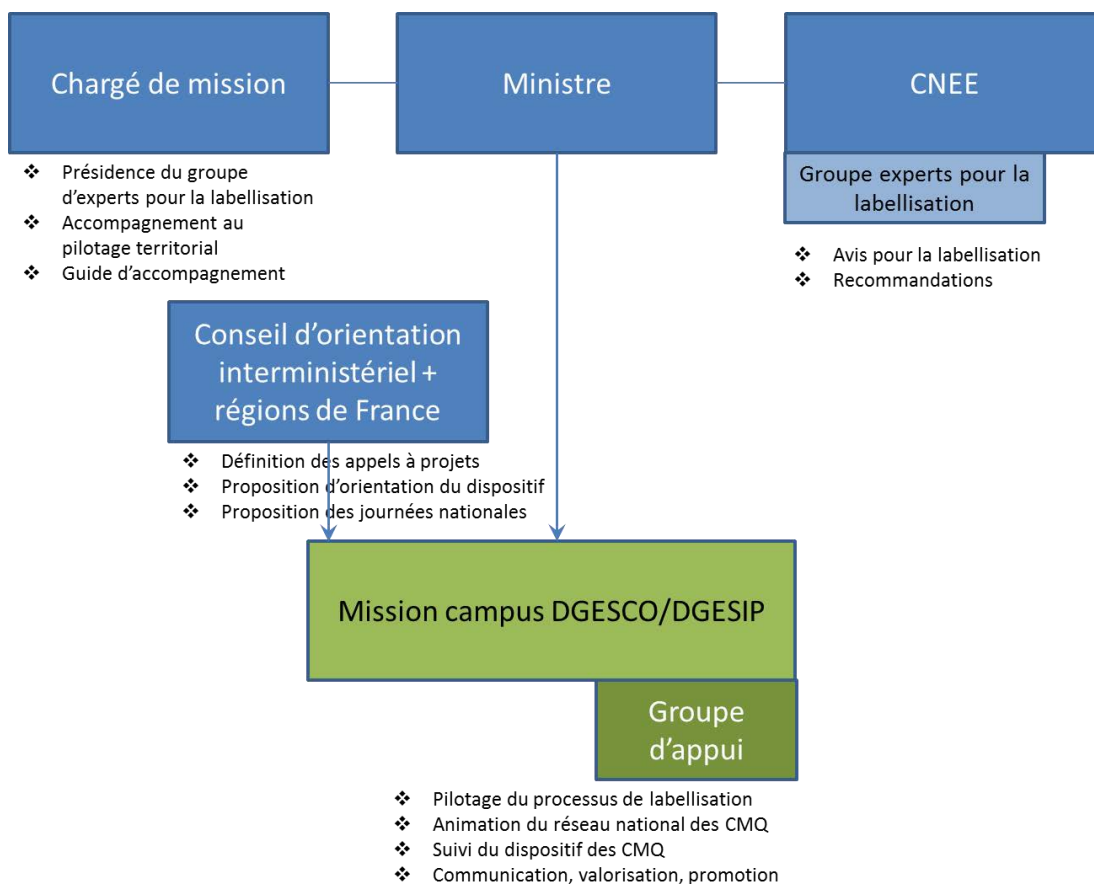 Chargé de mission
Ministre
CNEE
❖ Présidence du groupe
d’experts pour la labellisation
❖ Accompagnement au
pilotage territorial
❖ Guide d’accompagnement
Groupe experts pour la
labellisation
❖ Avis pour la labellisation
❖ Recommandations
Conseil d’orientation
interministériel +
régions de France
❖ Définition des appels à projets
❖ Proposition d’orientation du dispositif
❖ Proposition des journées nationales
Mission campus DGESCO/DGESIP
Groupe
d’appui
❖ Pilotage du processus de labellisation
❖ Animation du réseau national des CMQ
❖ Suivi du dispositif des CMQ
❖ Communication, valorisation, promotion